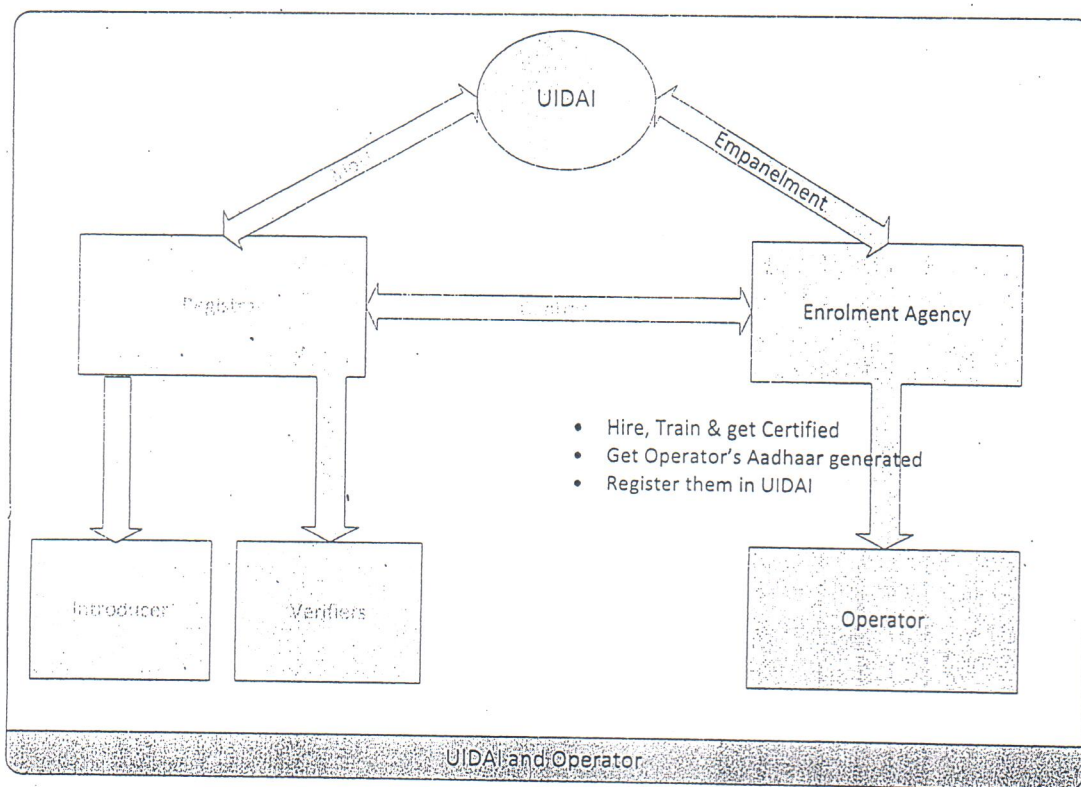 UIDAI
Empanelment
Enrolment Agency
• Hire, Train & get Certified
• Get Operator's Aadhaar generated
• Register them in UIDAI
Introducer
Verifiers
Operator
UIDAI and Operator